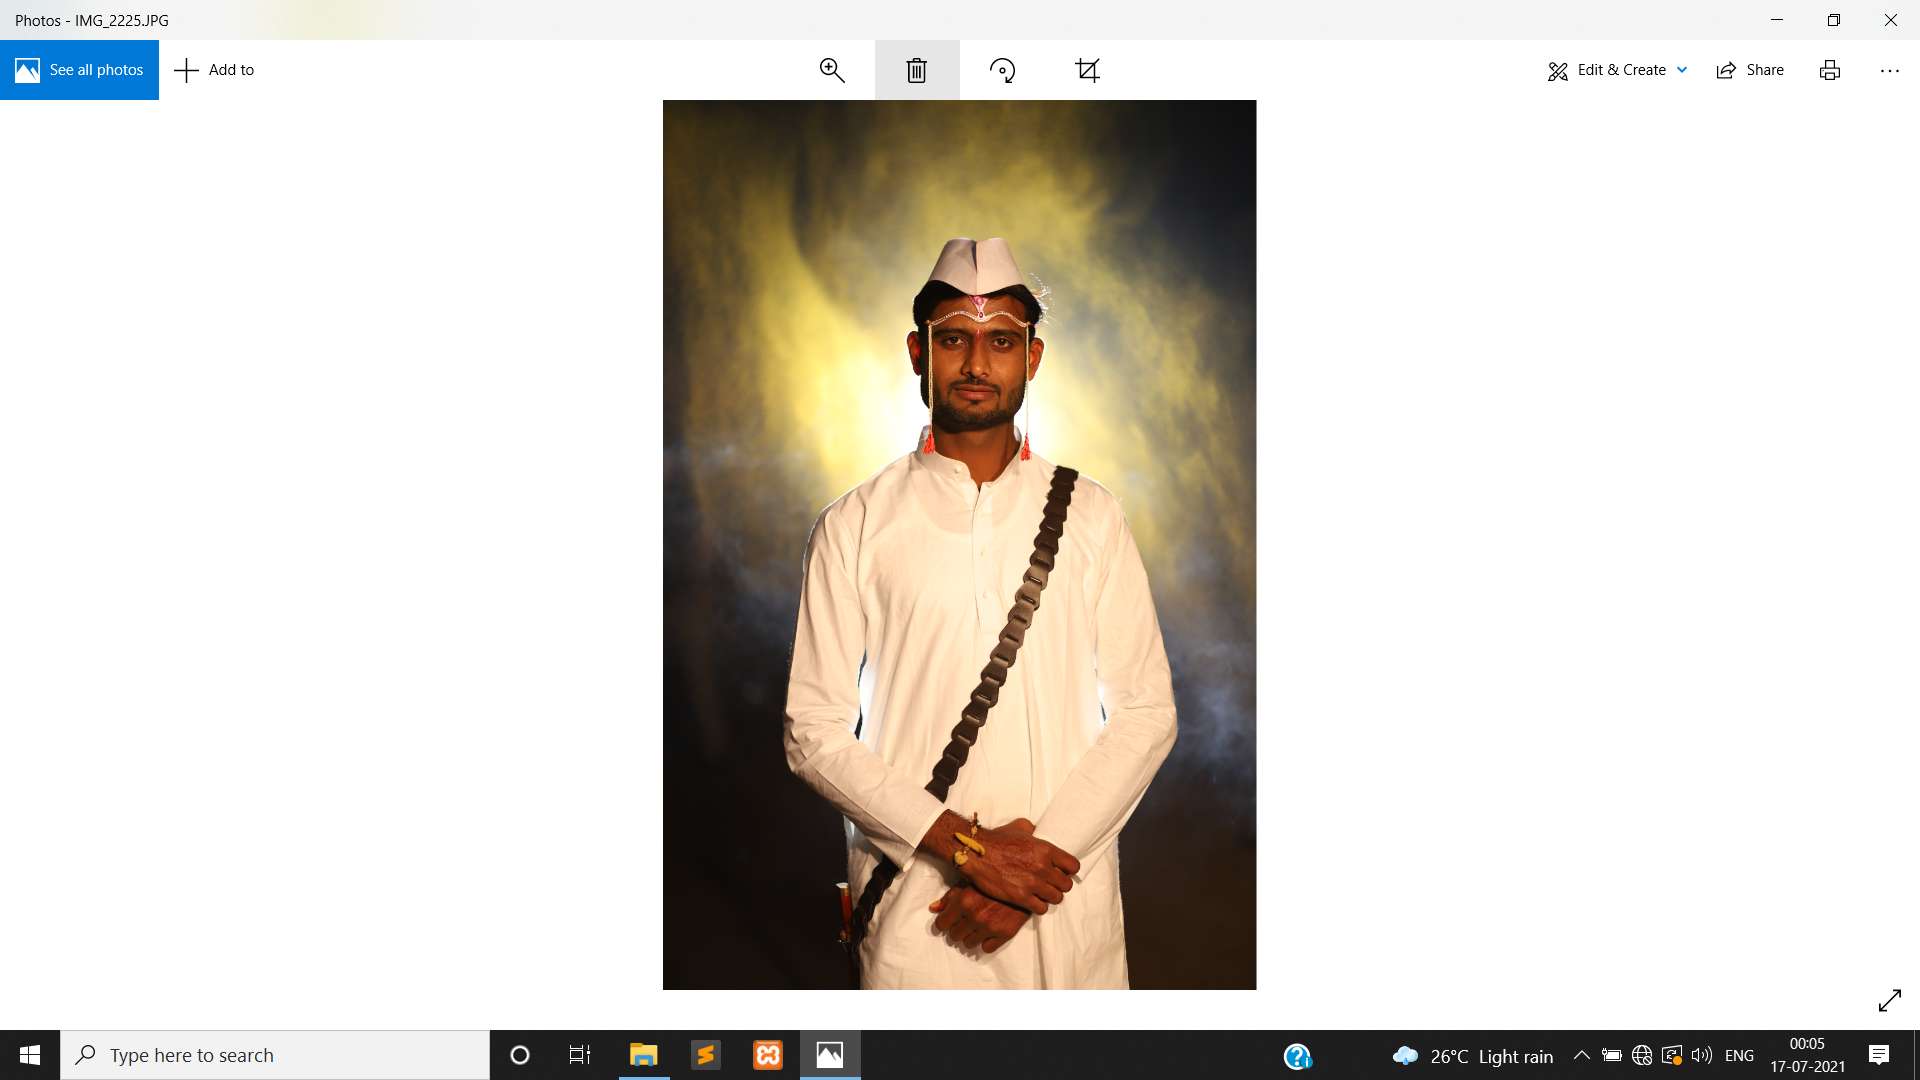 Photos - IMG_2225.JPG
See all photos
Add to
Edit & Create
Share
Type here to search
26°C Light rain
ENG
00:05
17-07-2021